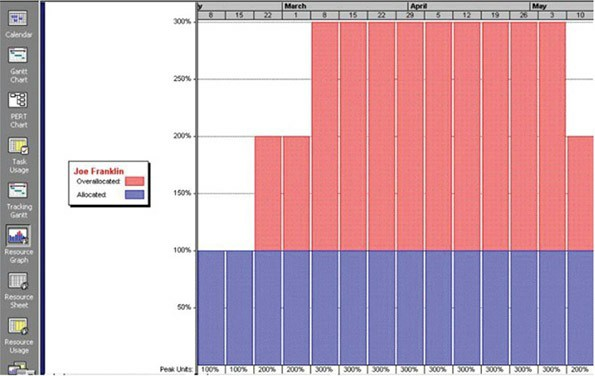 y March April May
8 15 22 1 8 15 22 29 5 12 19 26 3 10
Calendar
Gantt
Chart
PERT
Chart
Task
Usage
Tracking
Gantt
Resource
Graph
Resource
Sheet
Resource
Usage
Joe Franklin
Overallocated:
Allocated:
300%
250%
200%
150%
100%
50%
Peak Units: 100% 100% 200% 200% 300% 300% 300% 300% 300% 300% 300% 300% 300% 200%